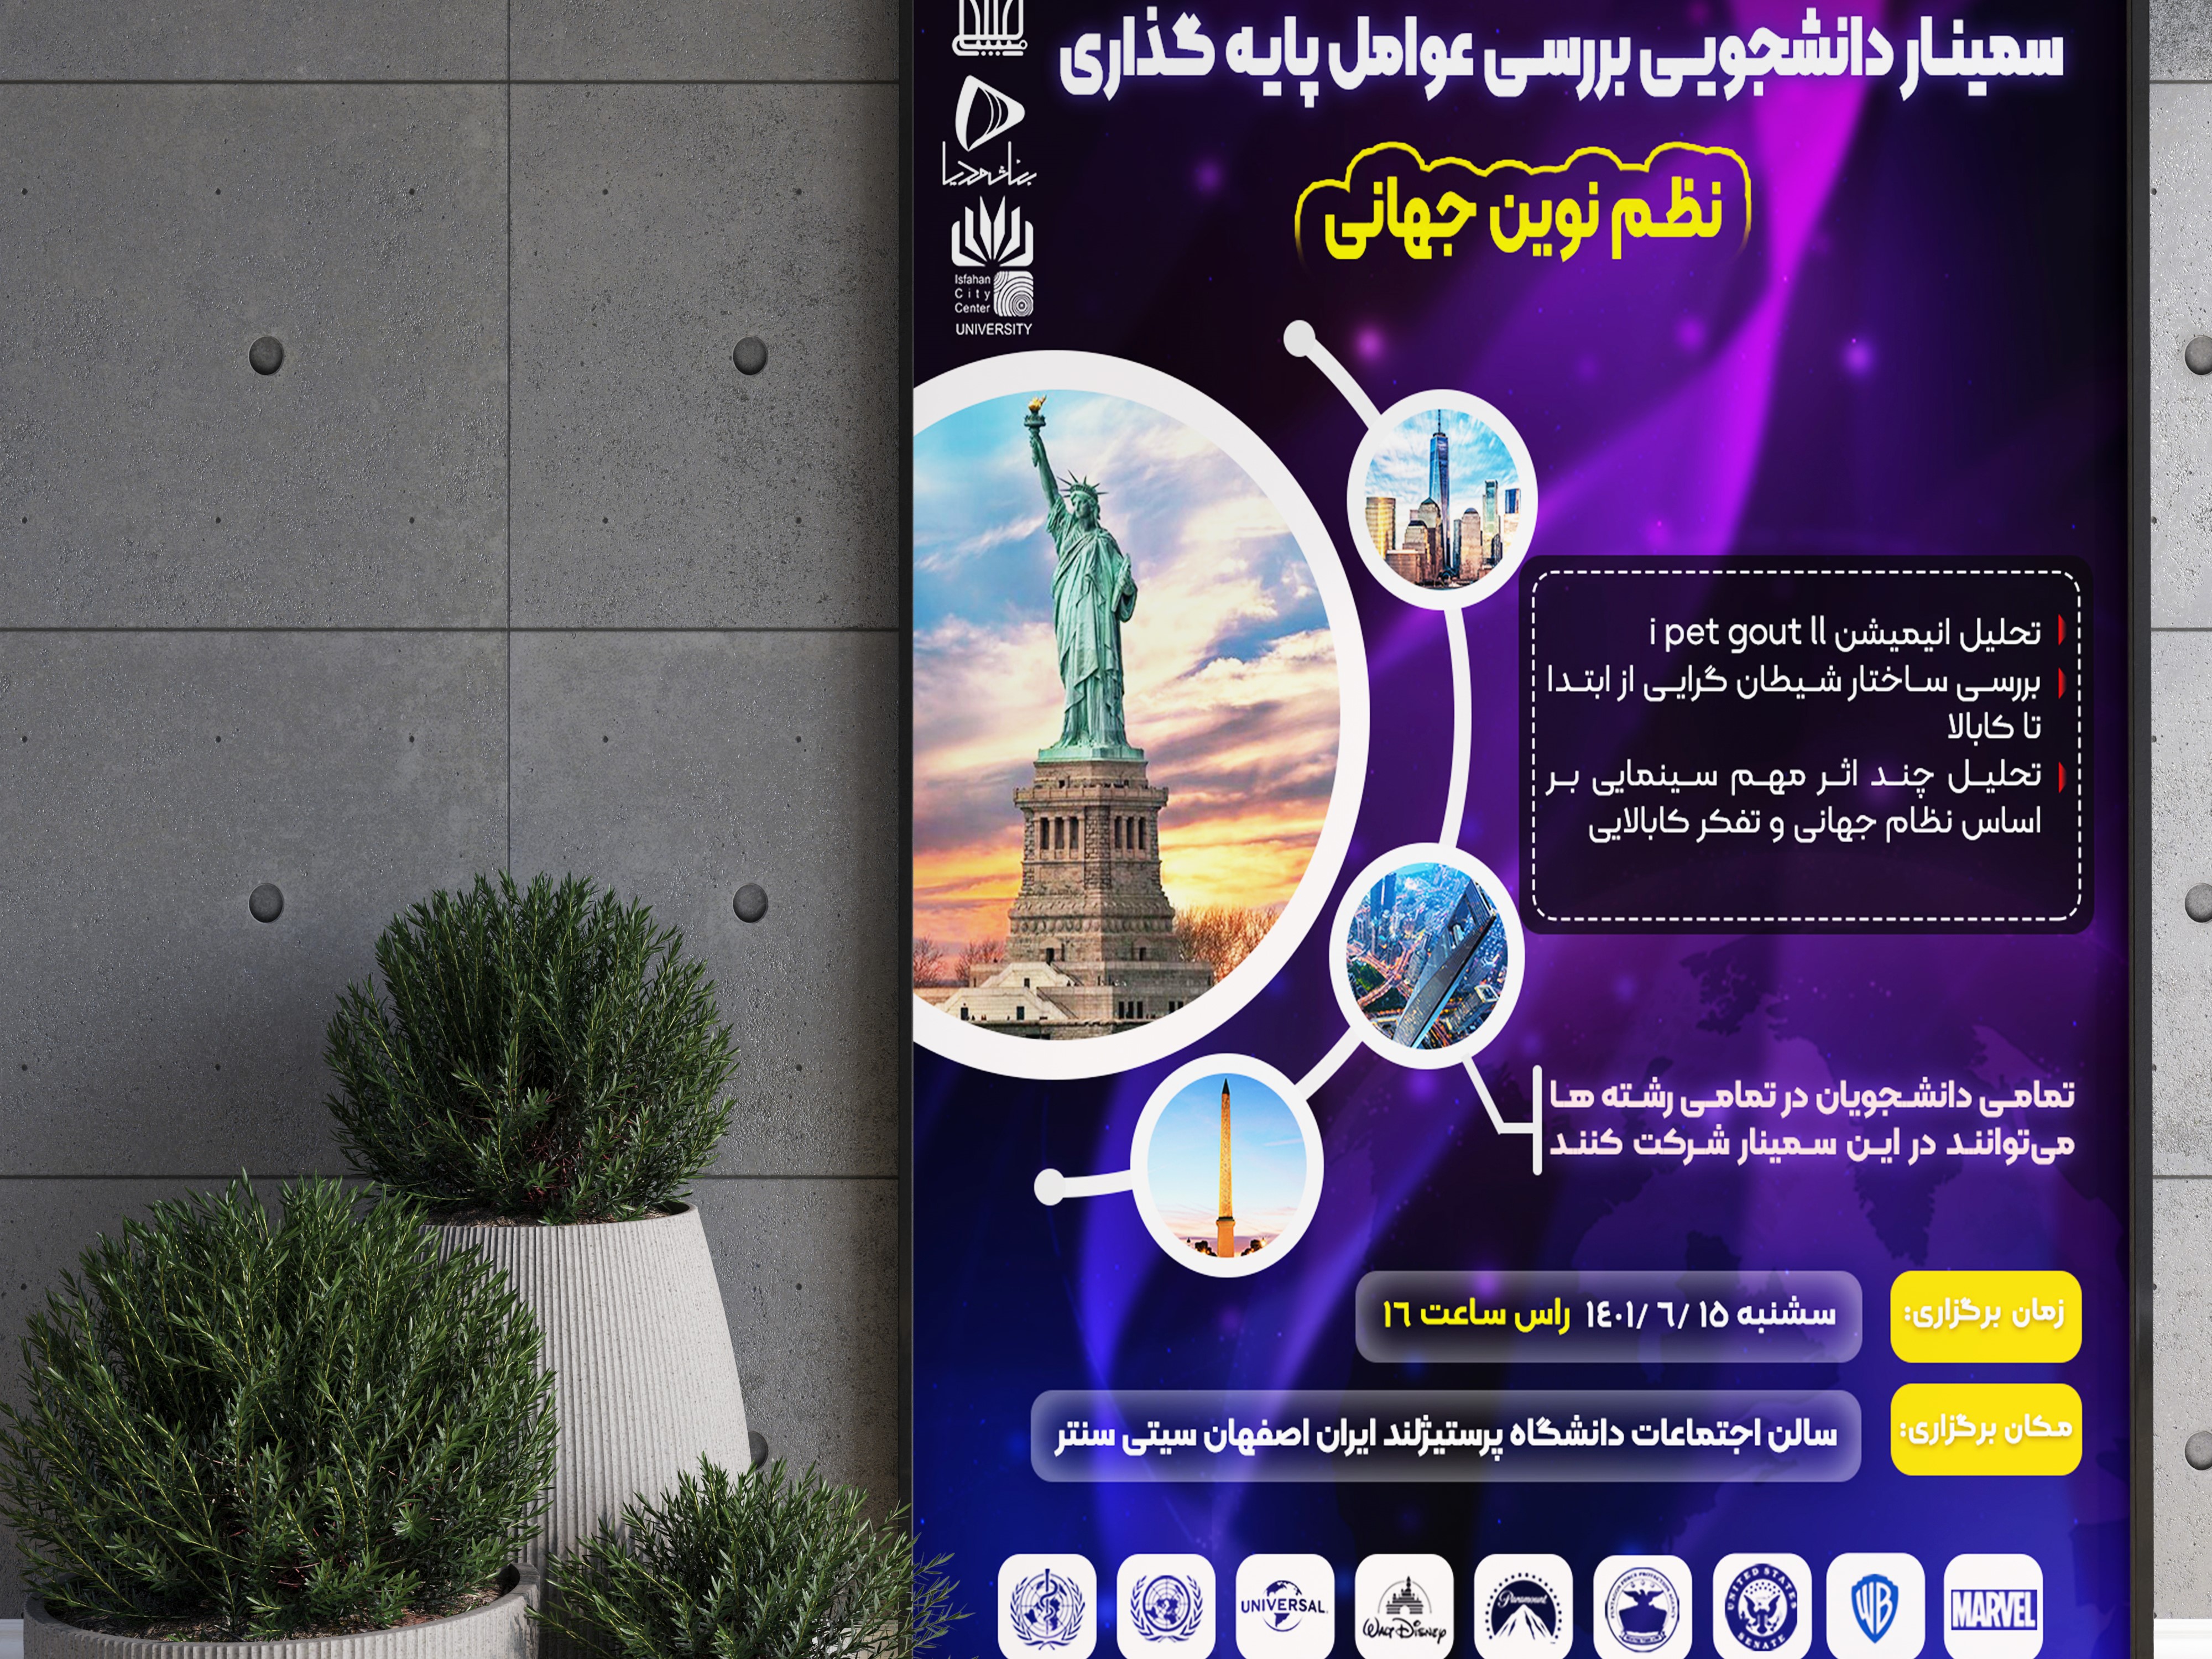 سمینار دانشجویی بررسی عوامل پایه گذاری
نظم نوین جهانی
Isfahan
City
Center
UNIVERSITY
تحلیل انیمیشن i pet gout ll
بررسی ساختار شیطان گرایی از ابتدا
تا کابالا
تحلیل چند اثر مهم سینمایی بر
اساس نظام جهانی و تفکر کابالایی
تمامی دانشجویان در تمامی رشته ها
می‌توانند در این سمینار شرکت کنند
زمان برگزاری:
سشنبه ۱۵ /۶ /۱۴۰۱ راس ساعت ۱۶
مکان برگزاری:
سالن اجتماعات دانشگاه پرستیژلند ایران اصفهان سیتی سنتر
UNIVERSAL
WALT DISNEY
Paramount
UNITED STATES
SENATE
WB
MARVEL